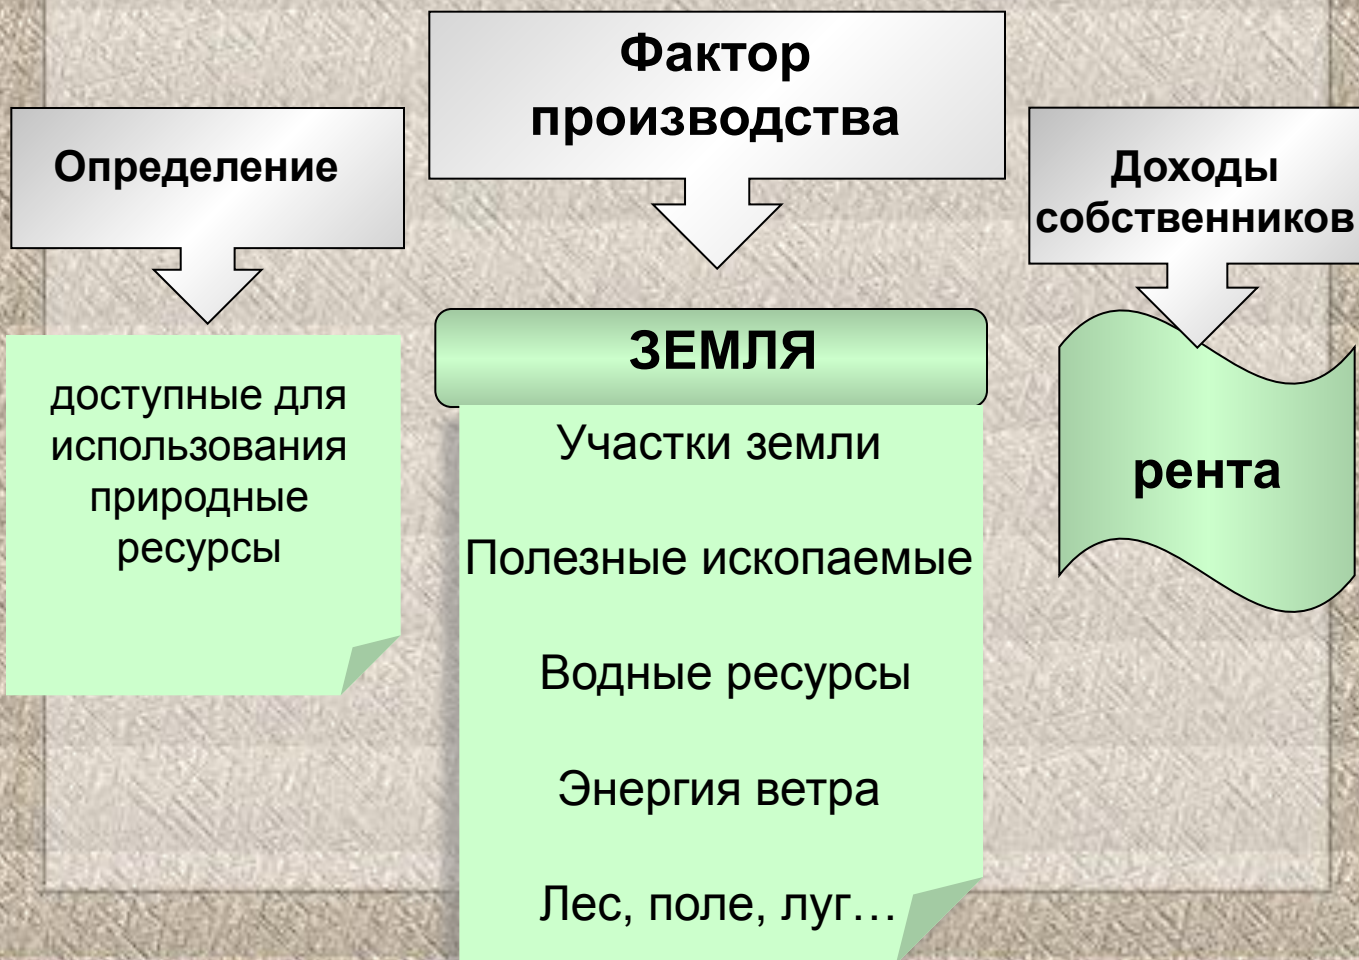 Фактор
производства
Определение
Доходы
собственников
доступные для
использования
природные
ресурсы
ЗЕМЛЯ
Участки земли
Полезные ископаемые
Водные ресурсы
Энергия ветра
Лес, поле, луг…
рента